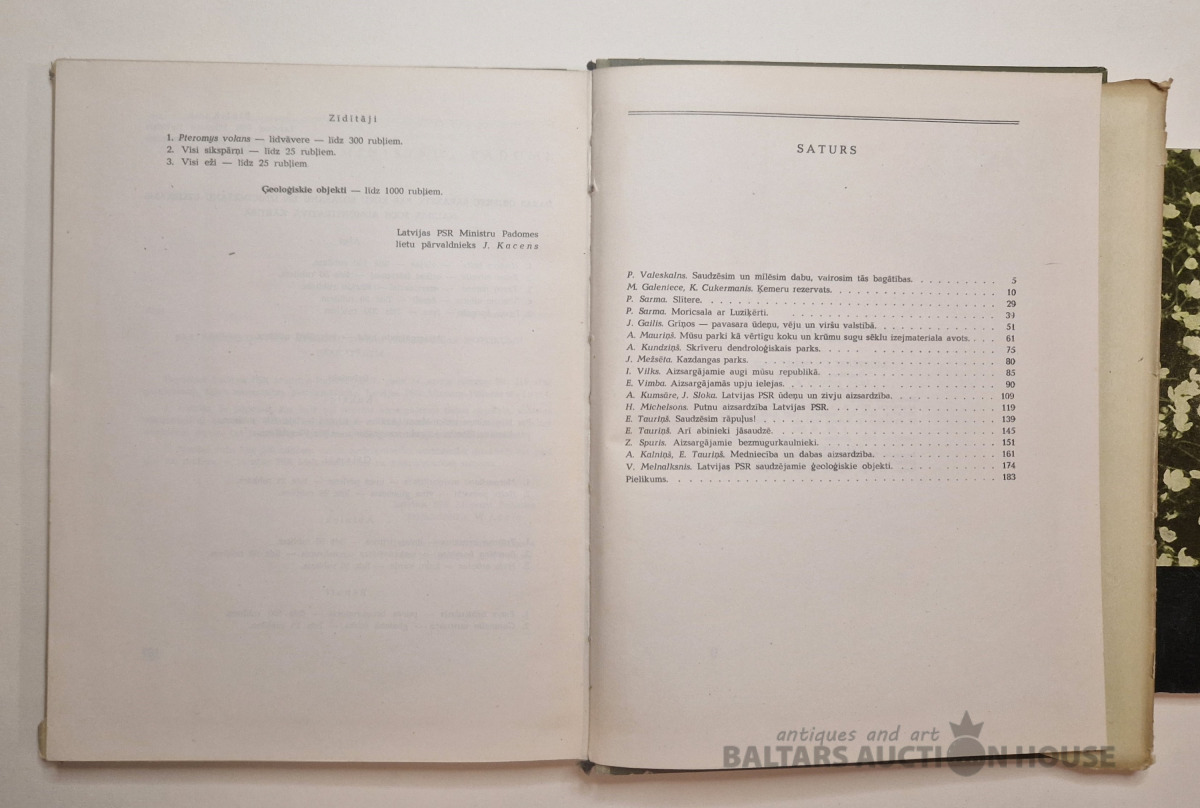 Zīdītāji
1. Pteromys volans — lidvāvere — līdz 300 rubļiem.
2. Visi sikspārņi — līdz 25 rubļiem.
3. Visi eži — līdz 25 rubļiem
Ģeoloģiskie objekti — līdz 1000 rubļiem.
Latvijas PSR Ministru Padomes
lietu pārvaldnieks J. Kacens
SATURS
P. Valeskalns. Saudzēsim un mīlēsim dabu, vairosim tās bagātības. 5
M. Galeniece, K. Cukermanis. Ķemeru rezervāts. 10
P. Sarma. Slītere. 29
P. Sarma. Moricsala ar Luziķērti. 39
J. Gailis. Griņos — pavasara ūdeņu, vēju un viršu valstībā. 51
A. Mauriņš. Mūsu parki kā vērtīgu koku un krūmu sugu sēklu izejmateriāla avots. 61
A. Kundziņš. Skrīveru dendroloģiskais parks. 75
J. Mežsēta. Kazdangas parks. 80
I. Vilks. Aizsargājamie augi mūsu republikā. 85
E. Vimba. Aizsargājamās upju ielejas. 90
A. Kumsāre, J. Sloka. Latvijas PSR ūdeņu un zivju aizsardzība. 109
H. Michelsons. Putnu aizsardzība Latvijas PSR. 119
E. Tauriņš. Saudzēsim rāpuļus! 139
E. Tauriņš. Arī abinieki jāsaudzē. 145
Z. Spuris. Aizsargājamie bezmugurkaulnieki. 151
A. Kalniņš, E. Tauriņš. Medniecība un dabas aizsardzība. 161
V. Melnalksnis. Latvijas PSR saudzējamie ģeoloģiskie objekti. 174
Pielikums. 183
antiques and art
BALTARS AUCTION HOUSE